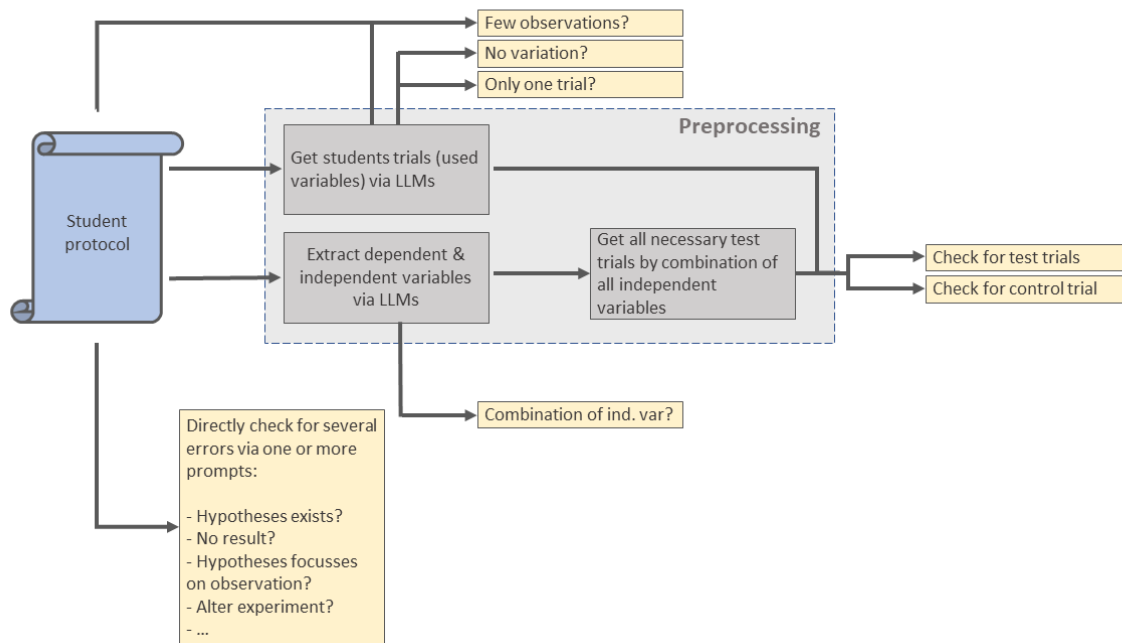 Few observations?
No variation?
Only one trial?
Preprocessing
Get students trials (used
variables) via LLMs
Student
protocol
Extract dependent &
independent variables
via LLMs
Get all necessary test
trials by combination of
all independent
variables
Check for test trials
Check for control trial
Combination of ind. var?
Directly check for several
errors via one or more
prompts:
- Hypotheses exists?
- No result?
- Hypotheses focusses
on observation?
- Alter experiment?
- ...